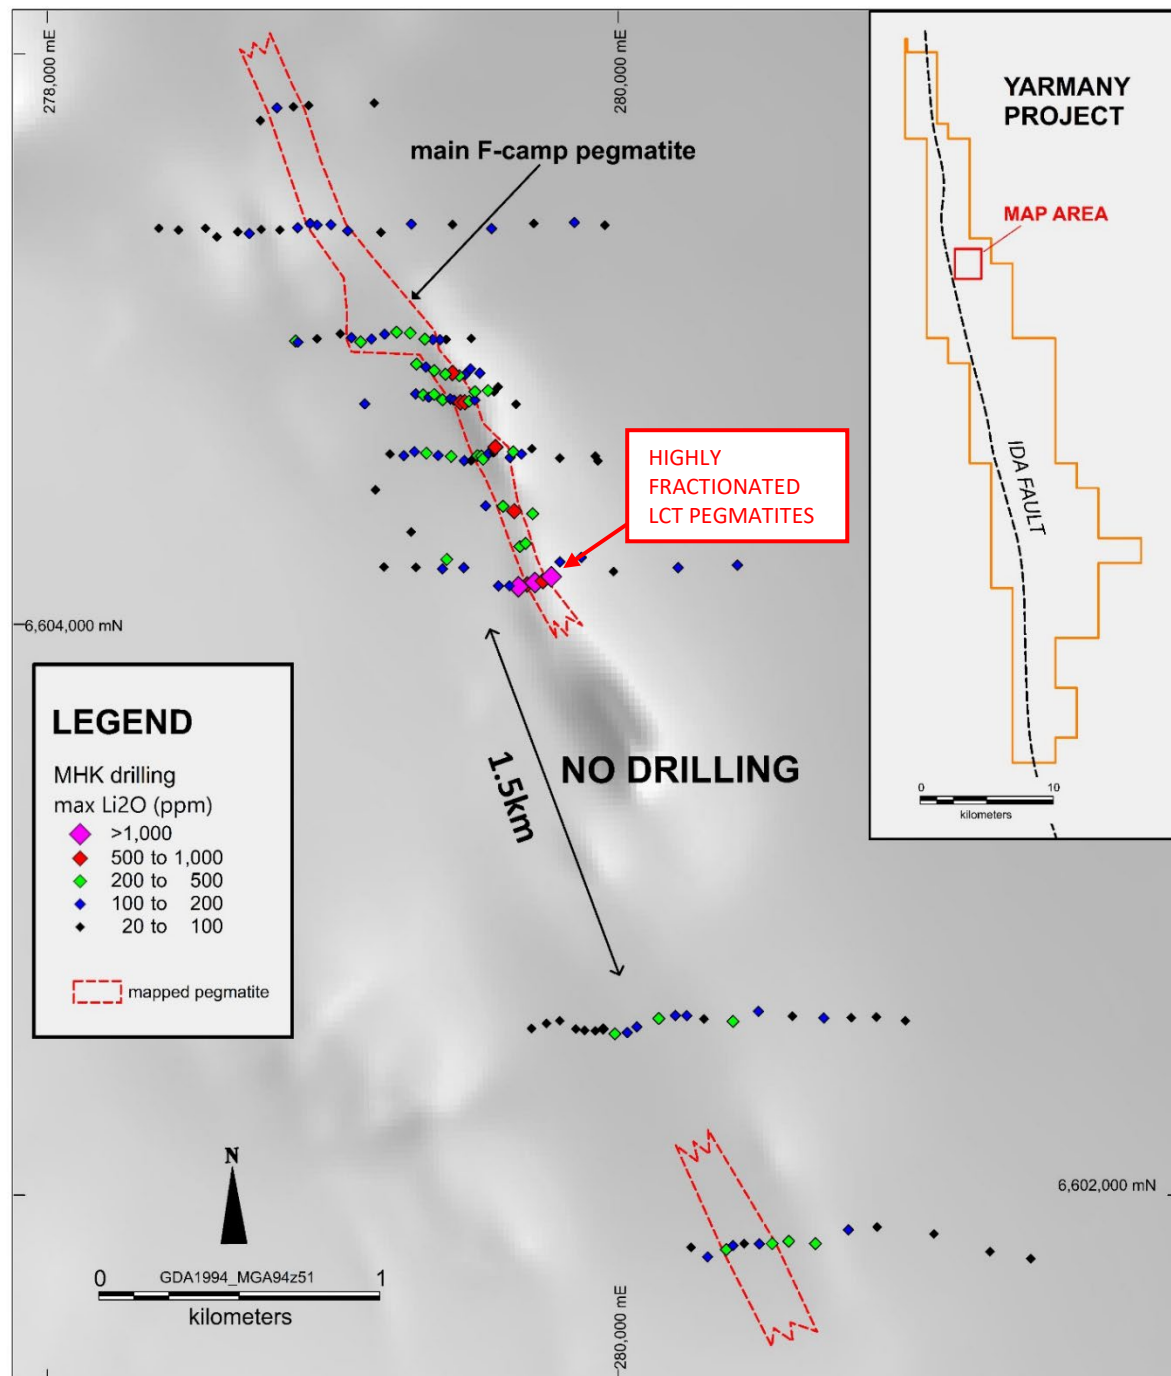 278,000 mE
280,000 mE
main F-camp pegmatite
YARMANY
PROJECT
MAP AREA
IDA FAULT
0 10
kilometers
HIGHLY
FRACTIONATED
LCT PEGMATITES
6,604,000 mN
LEGEND
MHK drilling
max Li2O (ppm)
>1,000
500 to 1,000
200 to 500
100 to 200
20 to 100
mapped pegmatite
1.5km
NO DRILLING
N
0 GDA1994_MGA94z51 1
kilometers
6,602,000 mN
280,000 mE